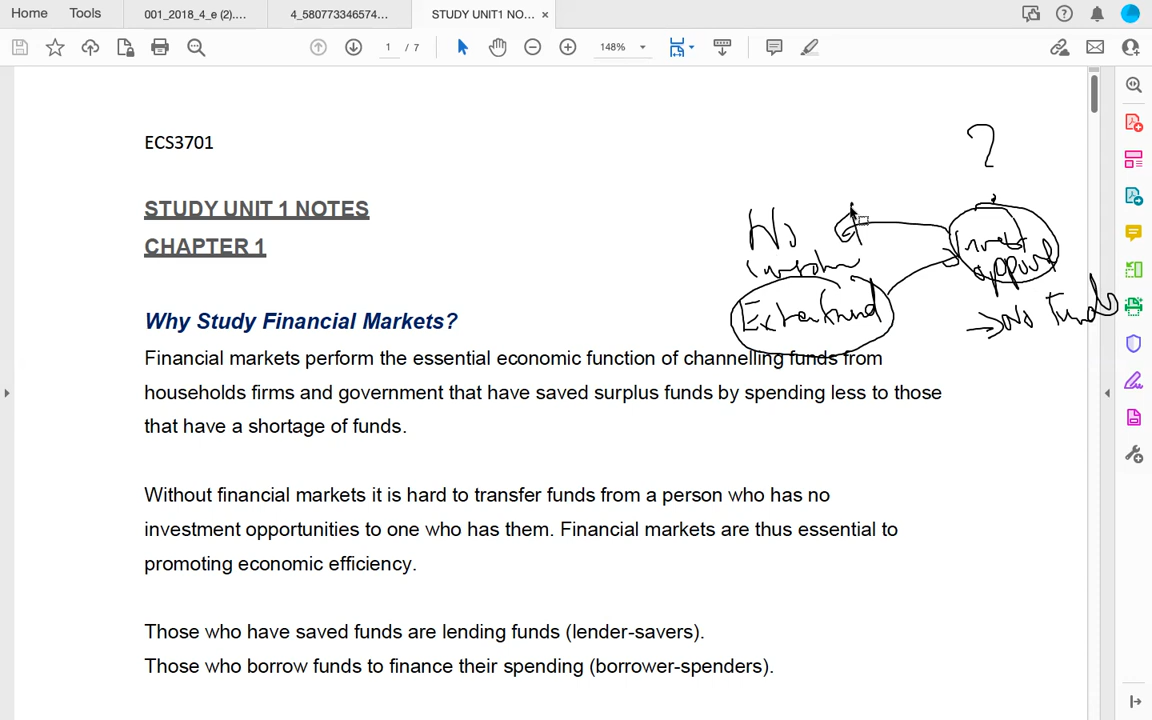 Home Tools 001_2018_4_e (2).... 4_580773346574... STUDY UNIT1 NO... ×
1 / 7 148%
ECS3701
?
STUDY UNIT 1 NOTES
CHAPTER 1
No
Extra Fund
→ No Funds
Why Study Financial Markets?
Financial markets perform the essential economic function of channelling funds from
households firms and government that have saved surplus funds by spending less to those
that have a shortage of funds.
Without financial markets it is hard to transfer funds from a person who has no
investment opportunities to one who has them. Financial markets are thus essential to
promoting economic efficiency.
Those who have saved funds are lending funds (lender-savers).
Those who borrow funds to finance their spending (borrower-spenders).